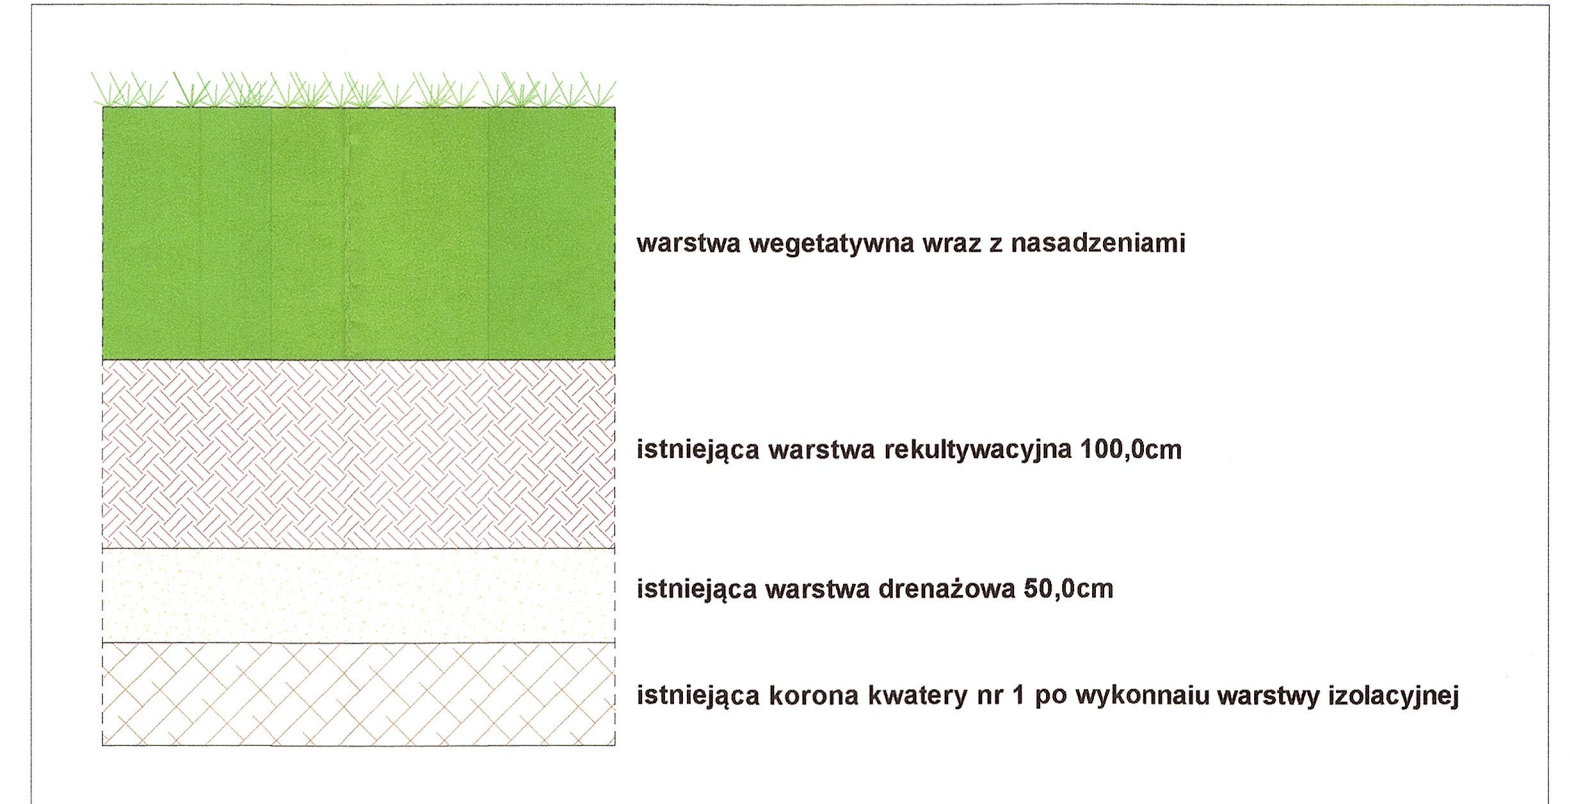 warstwa wegetatywna wraz z nasadzeniami
istniejąca warstwa rekultywacyjna 100,0cm
istniejąca warstwa drenażowa 50,0cm
istniejąca korona kwatery nr 1 po wykonnaiu warstwy izolacyjnej